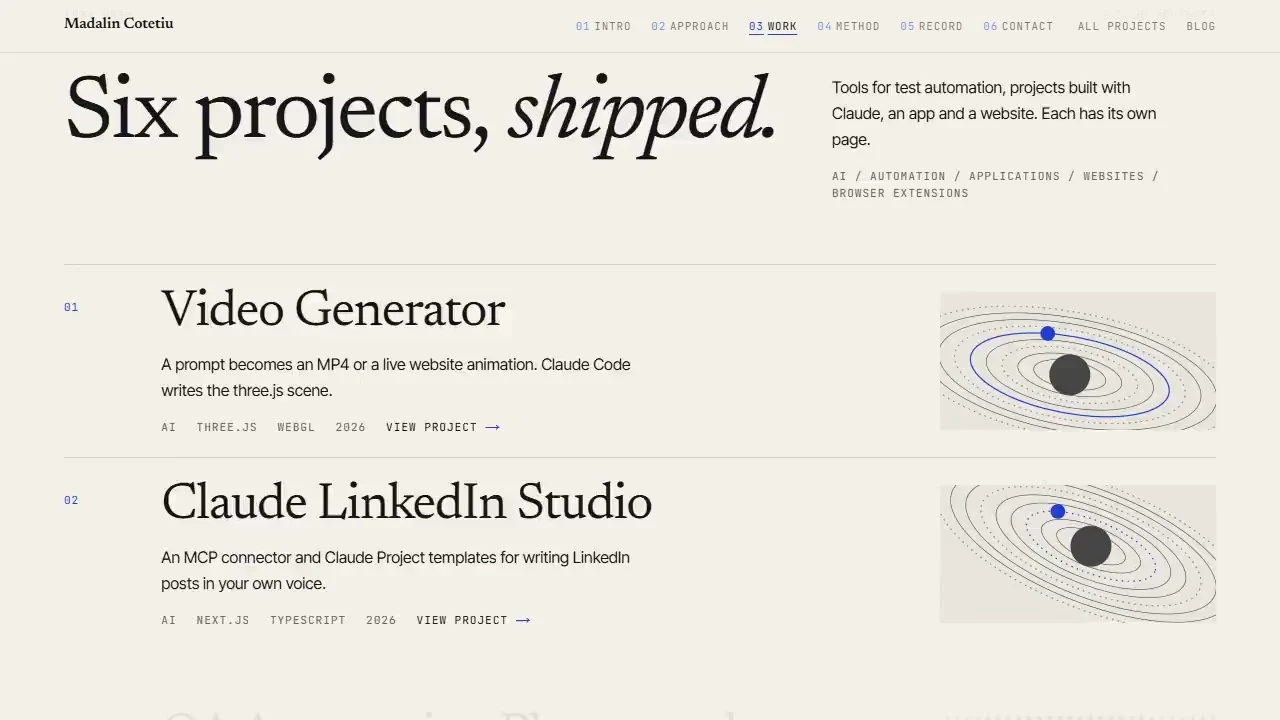 Madalin Cotetiu
01 INTRO 02 APPROACH 03 WORK 04 METHOD 05 RECORD 06 CONTACT ALL PROJECTS BLOG
Six projects, shipped.
Tools for test automation, projects built with
Claude, an app and a website. Each has its own
page.
AI / AUTOMATION / APPLICATIONS / WEBSITES /
BROWSER EXTENSIONS
01
Video Generator
A prompt becomes an MP4 or a live website animation. Claude Code
writes the three.js scene.
AI THREE.JS WEBGL 2026 VIEW PROJECT →
02
Claude LinkedIn Studio
An MCP connector and Claude Project templates for writing LinkedIn
posts in your own voice.
AI NEXT.JS TYPESCRIPT 2026 VIEW PROJECT →